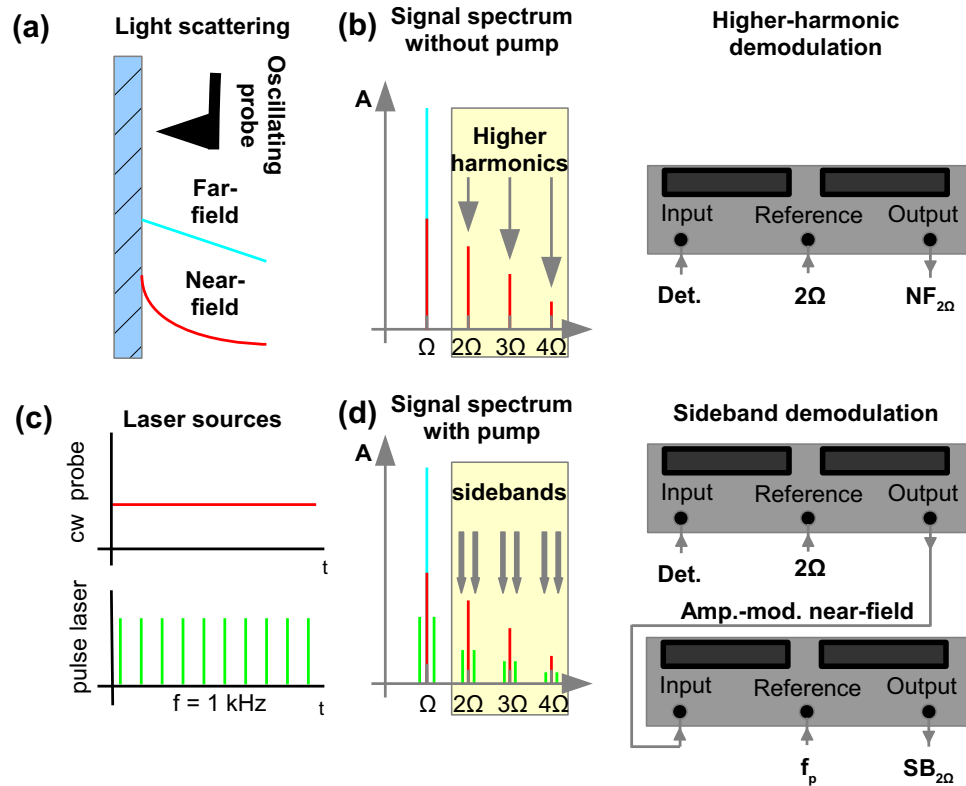 (a)
Light scattering
Oscillating
probe
Far-
field
Near-
field
(b)
Signal spectrum
without pump
A
Higher
harmonics
Ω
2Ω
3Ω
4Ω
Higher-harmonic
demodulation
Input
Reference
Output
Det.
2Ω
NF2Ω
(c)
Laser sources
cw probe
t
pulse laser
f = 1 kHz
t
(d)
Signal spectrum
with pump
A
sidebands
Ω
2Ω
3Ω
4Ω
Sideband demodulation
Input
Reference
Output
Det.
2Ω
Amp.-mod. near-field
Input
Reference
Output
fp
SB2Ω